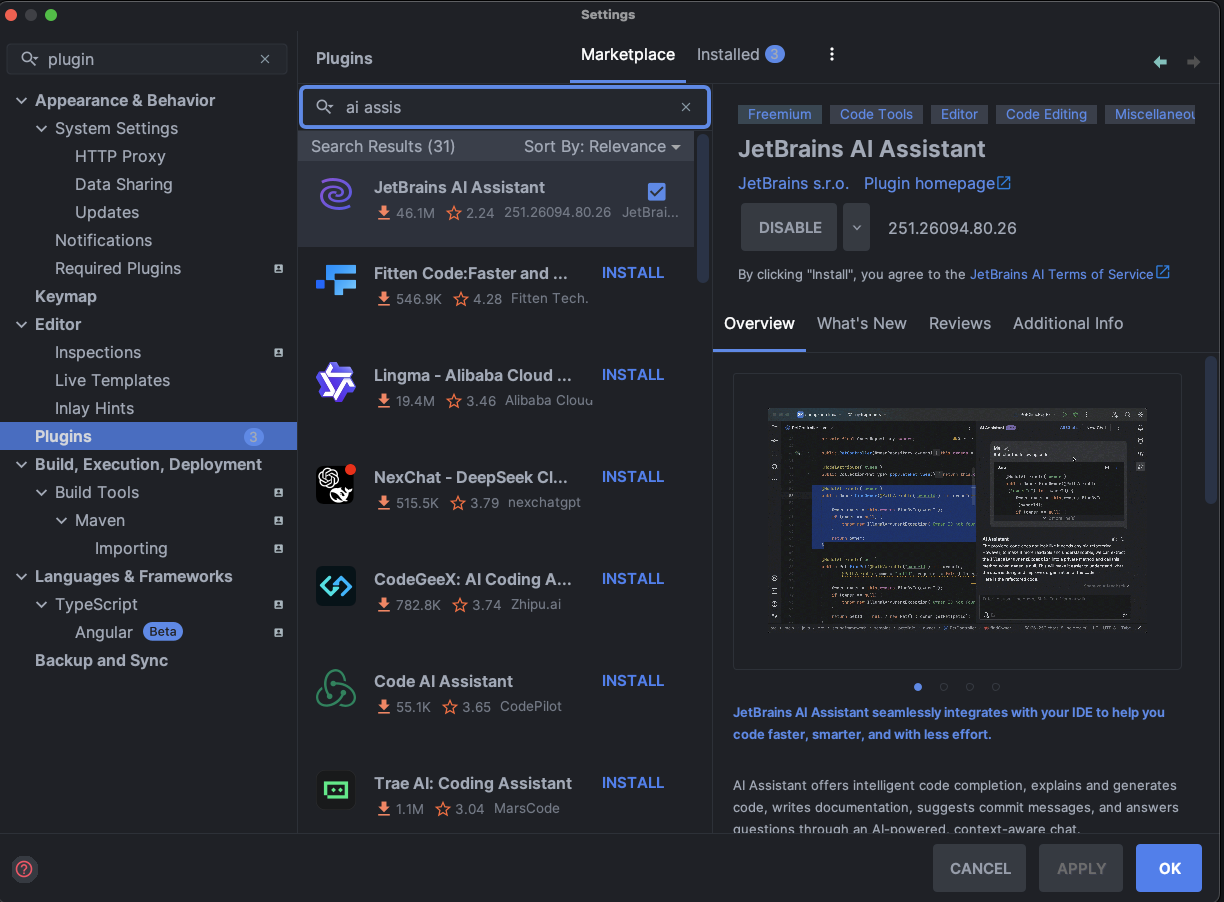 Settings
plugin
Appearance & Behavior
System Settings
HTTP Proxy
Data Sharing
Updates
Notifications
Required Plugins
Keymap
Editor
Inspections
Live Templates
Inlay Hints
Plugins 3
Build, Execution, Deployment
Build Tools
Maven
Importing
Languages & Frameworks
TypeScript
Angular Beta
Backup and Sync
Plugins Marketplace Installed 3
ai assis
Search Results (31) Sort By: Relevance
JetBrains AI Assistant
46.1M 2.24 251.26094.80.26 JetBrai...
Fitten Code:Faster and ... INSTALL
546.9K 4.28 Fitten Tech.
Lingma - Alibaba Cloud ... INSTALL
19.4M 3.46 Alibaba Cloud
NexChat - DeepSeek Cl... INSTALL
515.5K 3.79 nexchatgpt
CodeGeeX: AI Coding A... INSTALL
782.8K 3.74 Zhipu.ai
Code AI Assistant INSTALL
55.1K 3.65 CodePilot
Trae AI: Coding Assistant INSTALL
1.1M 3.04 MarsCode
Freemium Code Tools Editor Code Editing Miscellaneou
JetBrains AI Assistant
JetBrains s.r.o. Plugin homepage
DISABLE 251.26094.80.26
By clicking "Install", you agree to the JetBrains AI Terms of Service
Overview What's New Reviews Additional Info
JetBrains AI Assistant seamlessly integrates with your IDE to help you
code faster, smarter, and with less effort.
AI Assistant offers intelligent code completion, explains and generates
code, writes documentation, suggests commit messages, and answers
questions through an AI-powered, context-aware chat.
? CANCEL APPLY OK